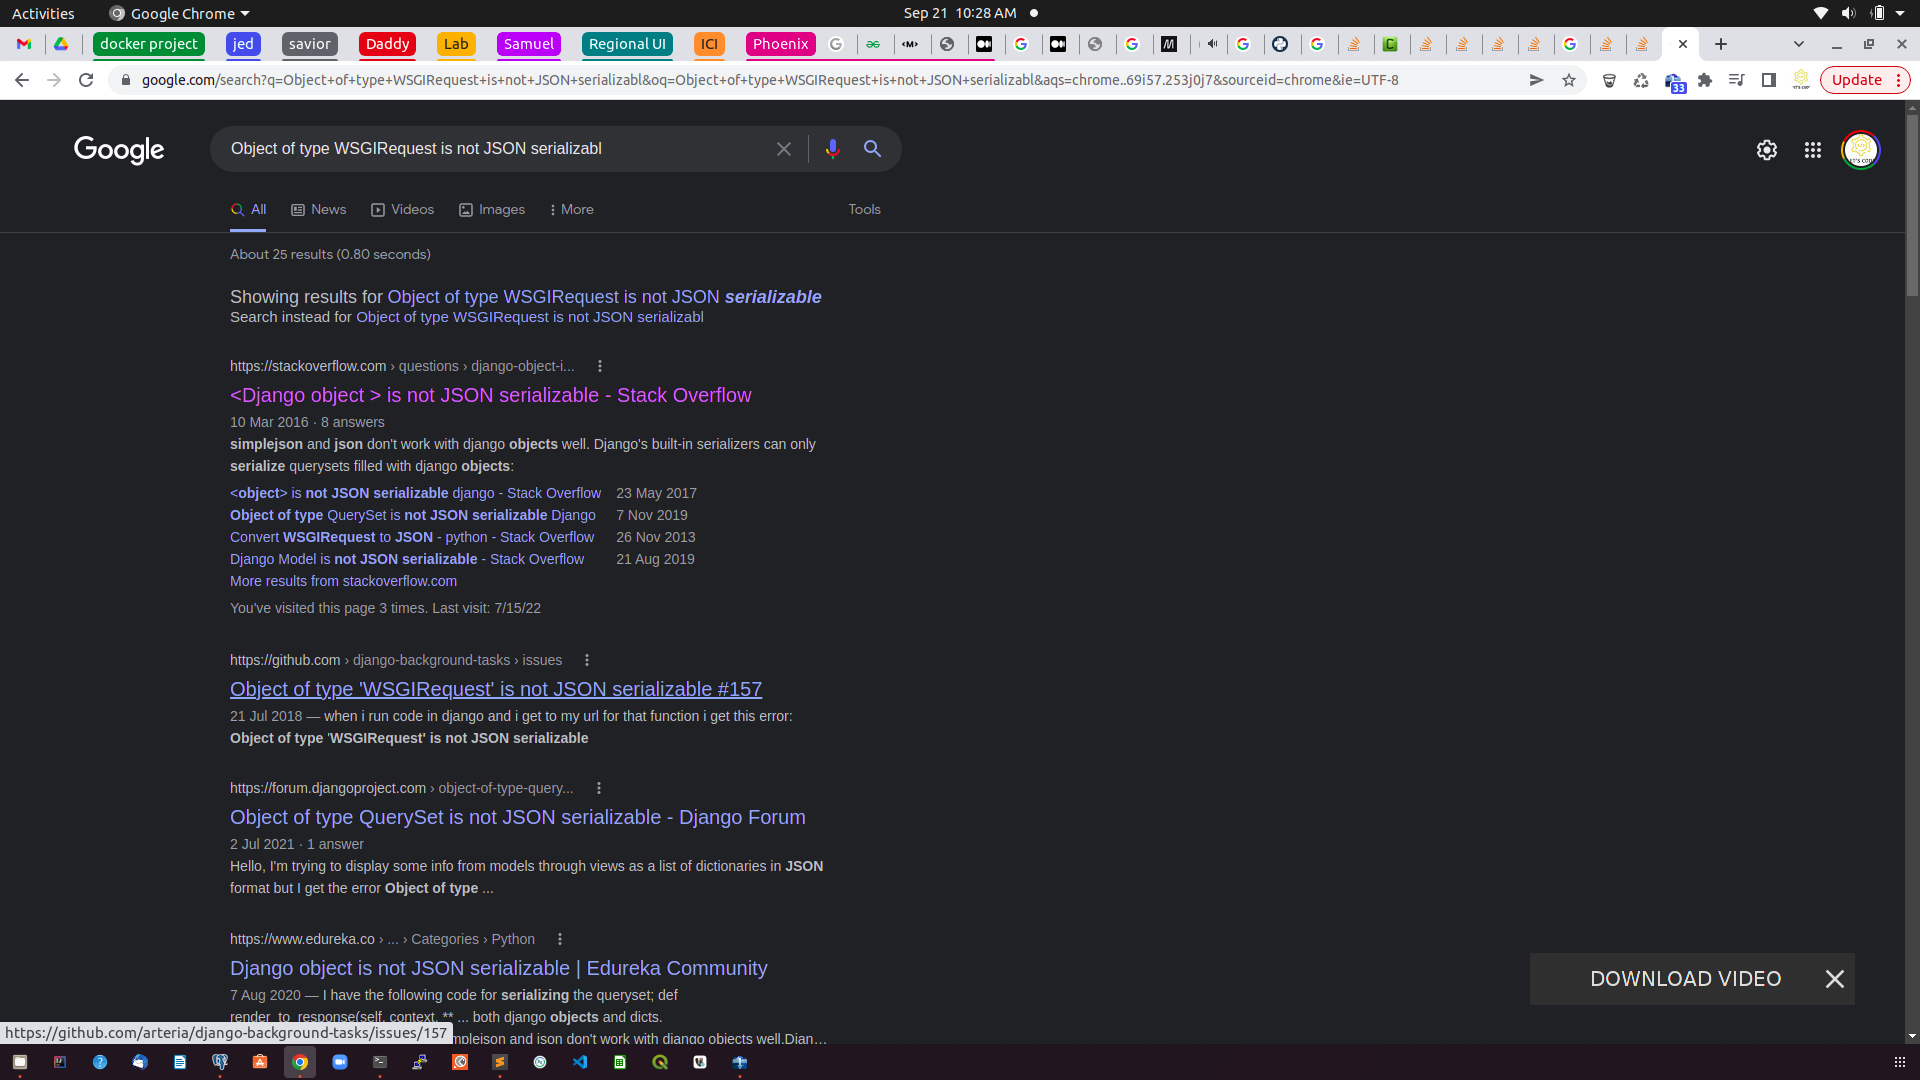 Activities
Google Chrome
Sep 21 10:28 AM
docker project
jed
savior
Daddy
Lab
Samuel
Regional UI
ICI
Phoenix
google.com/search?q=Object+of+type+WSGIRequest+is+not+JSON+serializabl&oq=Object+of+type+WSGIRequest+is+not+JSON+serializabl&aqs=chrome..69i57.253j0j7&sourceid=chrome&ie=UTF-8
33
Update
Google
Object of type WSGIRequest is not JSON serializabl
All
News
Videos
Images
More
Tools
About 25 results (0.80 seconds)
Showing results for Object of type WSGIRequest is not JSON serializable
Search instead for Object of type WSGIRequest is not JSON serializabl
https://stackoverflow.com › questions › django-object-i...
<Django object > is not JSON serializable - Stack Overflow
10 Mar 2016 · 8 answers
simplejson and json don't work with django objects well. Django's built-in serializers can only
serialize querysets filled with django objects:
<object> is not JSON serializable django - Stack Overflow 23 May 2017
Object of type QuerySet is not JSON serializable Django 7 Nov 2019
Convert WSGIRequest to JSON - python - Stack Overflow 26 Nov 2013
Django Model is not JSON serializable - Stack Overflow 21 Aug 2019
More results from stackoverflow.com
You've visited this page 3 times. Last visit: 7/15/22
https://github.com › django-background-tasks › issues
Object of type 'WSGIRequest' is not JSON serializable #157
21 Jul 2018 — when i run code in django and i get to my url for that function i get this error:
Object of type 'WSGIRequest' is not JSON serializable
https://forum.djangoproject.com › object-of-type-query...
Object of type QuerySet is not JSON serializable - Django Forum
2 Jul 2021 · 1 answer
Hello, I'm trying to display some info from models through views as a list of dictionaries in JSON
format but I get the error Object of type ...
https://www.edureka.co › ... › Categories › Python
Django object is not JSON serializable | Edureka Community
7 Aug 2020 — I have the following code for serializing the queryset; def
render_to_response(self, context, ** ... both django objects and dicts.
mplejson and json don't work with django objects well.Djan…
DOWNLOAD VIDEO
https://github.com/arteria/django-background-tasks/issues/157